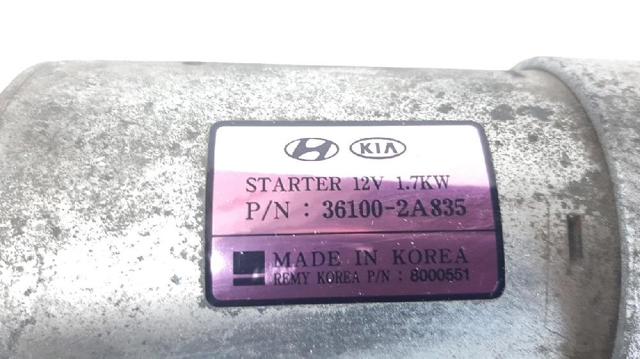 KIA
STARTER 12V 1.7KW
P/N : 36100-2A835
MADE IN KOREA
REMY KOREA P/N : 8000551